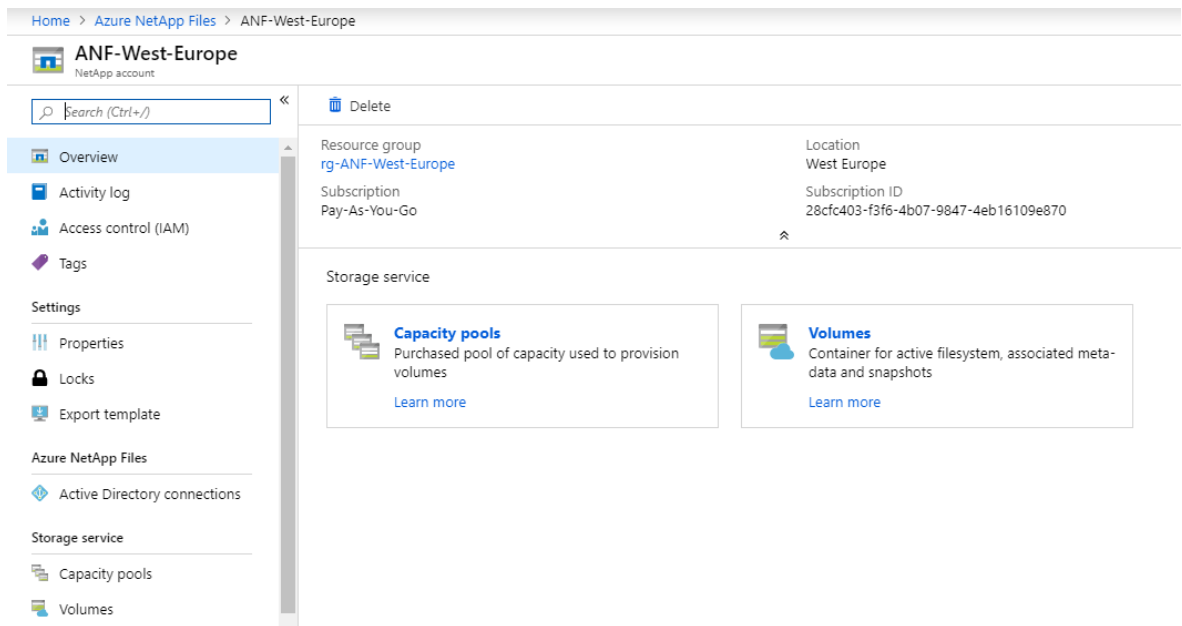 Home > Azure NetApp Files > ANF-West-Europe
ANF-West-Europe
NetApp account
Search (Ctrl+/)
«
Overview
Activity log
Access control (IAM)
Tags
Settings
Properties
Locks
Export template
Azure NetApp Files
Active Directory connections
Storage service
Capacity pools
Volumes
Delete
Resource group
rg-ANF-West-Europe
Subscription
Pay-As-You-Go
Location
West Europe
Subscription ID
28cfc403-f3f6-4b07-9847-4eb16109e870
Storage service
Capacity pools
Purchased pool of capacity used to provision
volumes
Learn more
Volumes
Container for active filesystem, associated meta-
data and snapshots
Learn more